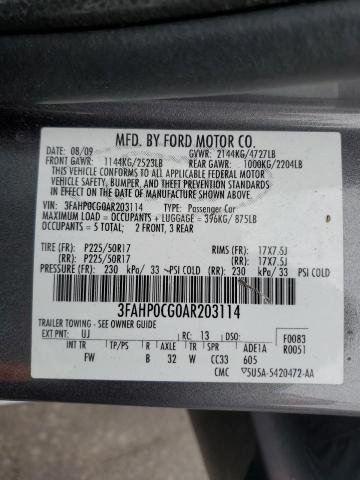 MFD. BY FORD MOTOR CO.
DATE: 08/09 GVWR: 2144KG/4727LB
FRONT GAWR: 1144KG/2523LB REAR GAWR: 1000KG/2204LB
THIS VEHICLE CONFORMS TO ALL APPLICABLE FEDERAL MOTOR
VEHICLE SAFETY, BUMPER, AND THEFT PREVENTION STANDARDS
IN EFFECT ON THE DATE OF MANUFACTURE SHOWN ABOVE.
VIN: 3FAHP0CG0AR203114 TYPE: Passenger Car
MAXIMUM LOAD = OCCUPANTS + LUGGAGE = 396KG/875LB
OCCUPANTS = 5 TOTAL: 2 FRONT, 3 REAR
TIRE (FR): P225/50R17 RIMS (FR): 17X7.5J
(RR): P225/50R17 (RR): 17X7.5J
PRESSURE (FR): 230 kPa/ 33 PSI COLD (RR): 230 kPa/ 33 PSI COLD
3FAHP0CG0AR203114
TRAILER TOWING - SEE OWNER GUIDE
EXT PNT: UJ RC: 13 DSO: F0083
INT TP/PS R AXLE TR SPR ADE1A R0051
FW B 32 W CC33 605
CMC ▽5U5A-5420472-AA